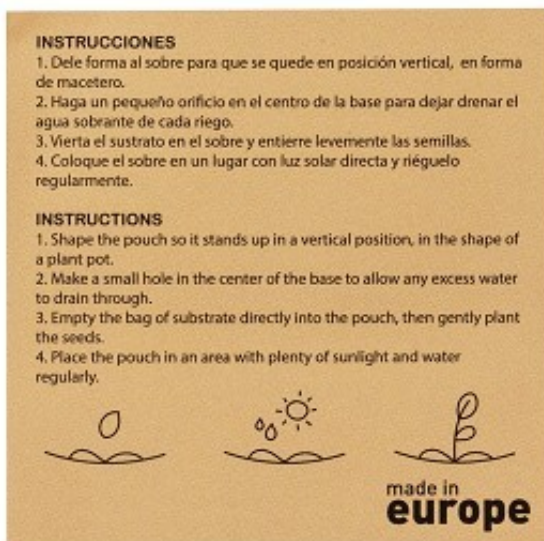 INSTRUCCIONES
1. Dele forma al sobre para que se quede en posición vertical, en forma
de macetero.
2. Haga un pequeño orificio en el centro de la base para dejar drenar el
agua sobrante de cada riego.
3. Vierta el sustrato en el sobre y entierre levemente las semillas.
4. Coloque el sobre en un lugar con luz solar directa y riéguelo
regularmente.
INSTRUCTIONS
1. Shape the pouch so it stands up in a vertical position, in the shape of
a plant pot.
2. Make a small hole in the center of the base to allow any excess water
to drain through.
3. Empty the bag of substrate directly into the pouch, then gently plant
the seeds.
4. Place the pouch in an area with plenty of sunlight and water
regularly.
made in
europe